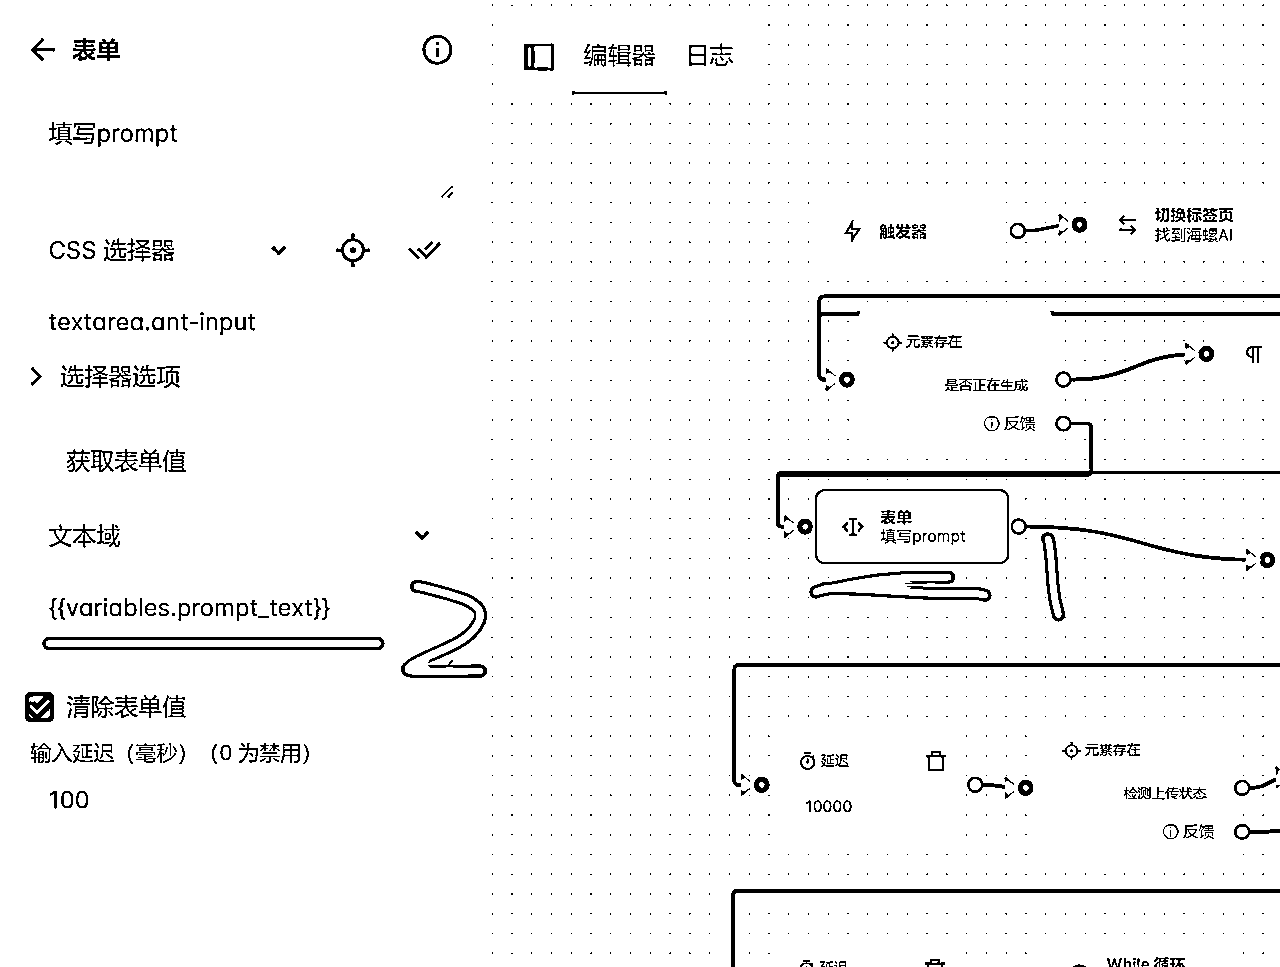 表单
填写prompt
CSS 选择器
textarea.ant-input
选择器选项
获取表单值
文本域
{{variables.prompt_text}}
2
清除表单值
输入延迟（毫秒）（0 为禁用）
100
编辑器 日志
触发器
切换标签页
找到海螺AI
元素存在
是否正在生成
反馈
表单
填写prompt
1
延迟
10000
元素存在
检测上传状态
反馈
延迟
While 循环